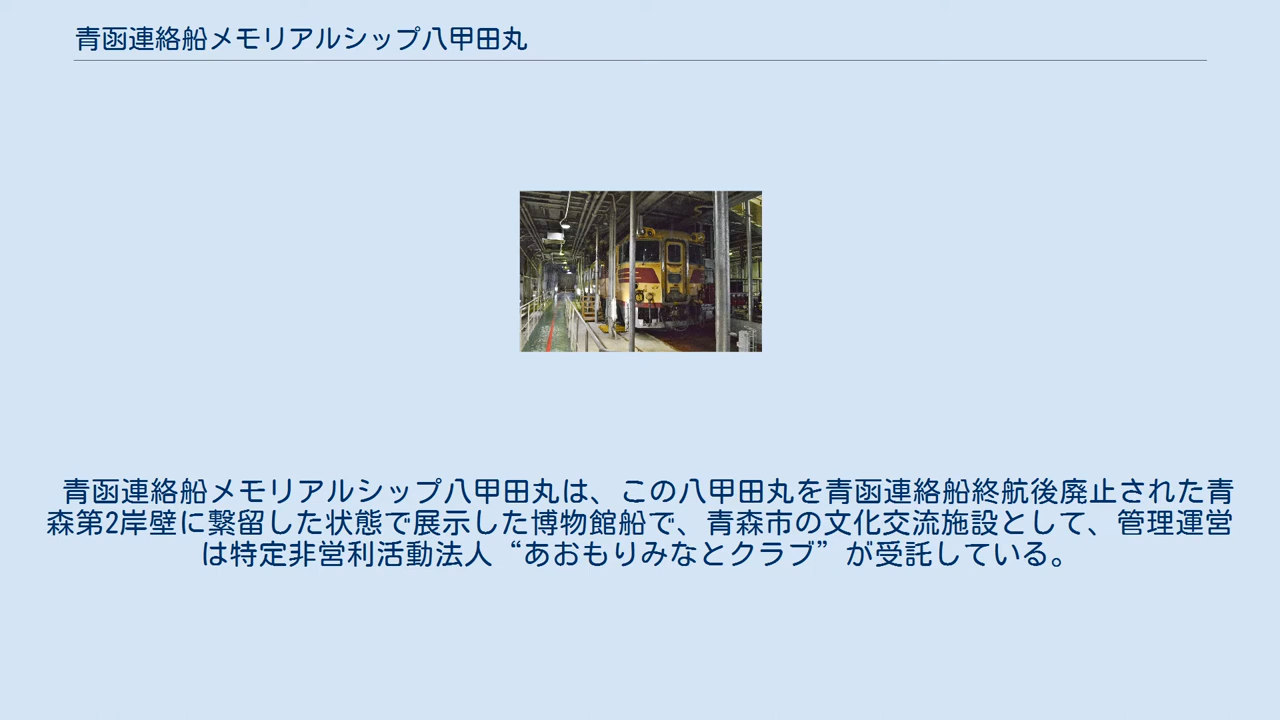 青函連絡船メモリアルシップ八甲田丸
青函連絡船メモリアルシップ八甲田丸は、この八甲田丸を青函連絡船終航後廃止された青
森第2岸壁に繋留した状態で展示した博物館船で、青森市の文化交流施設として、管理運営
は特定非営利活動法人“あおもりみなとクラブ”が受託している。